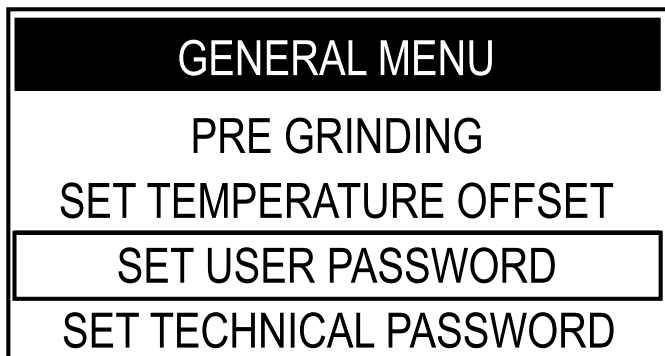 GENERAL MENU
PRE GRINDING
SET TEMPERATURE OFFSET
SET USER PASSWORD
SET TECHNICAL PASSWORD